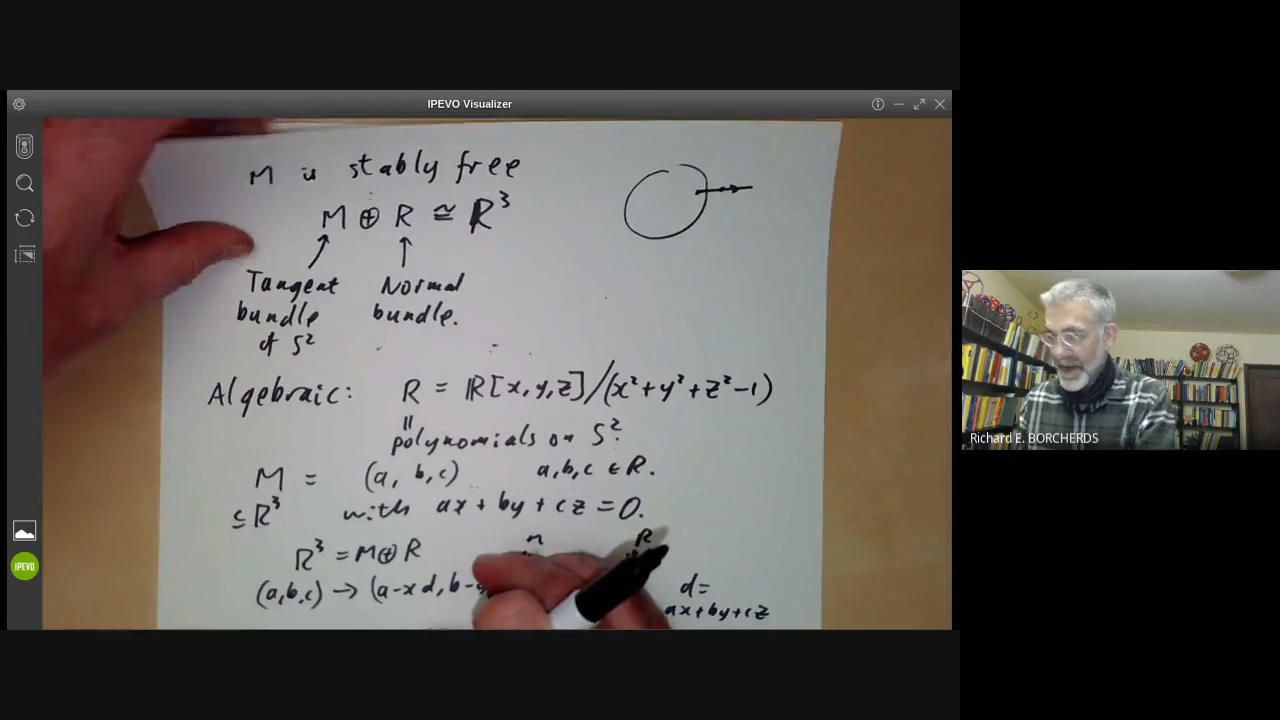 IPEVO Visualizer
M is stably free
M ⊕ R ≅ R³
Tangent bundle of S²
Normal bundle.
Algebraic: R = ℝ[x,y,z]/(x²+y²+z²-1)
"
polynomials on S².
M = (a, b, c) a,b,c ∈ R.
⊆ R³ with ax + by + cz = 0.
R³ = M ⊕ R
M R
(a,b,c) → (a-xd, b-
d=
ax+by+cz
Richard E. BORCHERDS
IPEVO